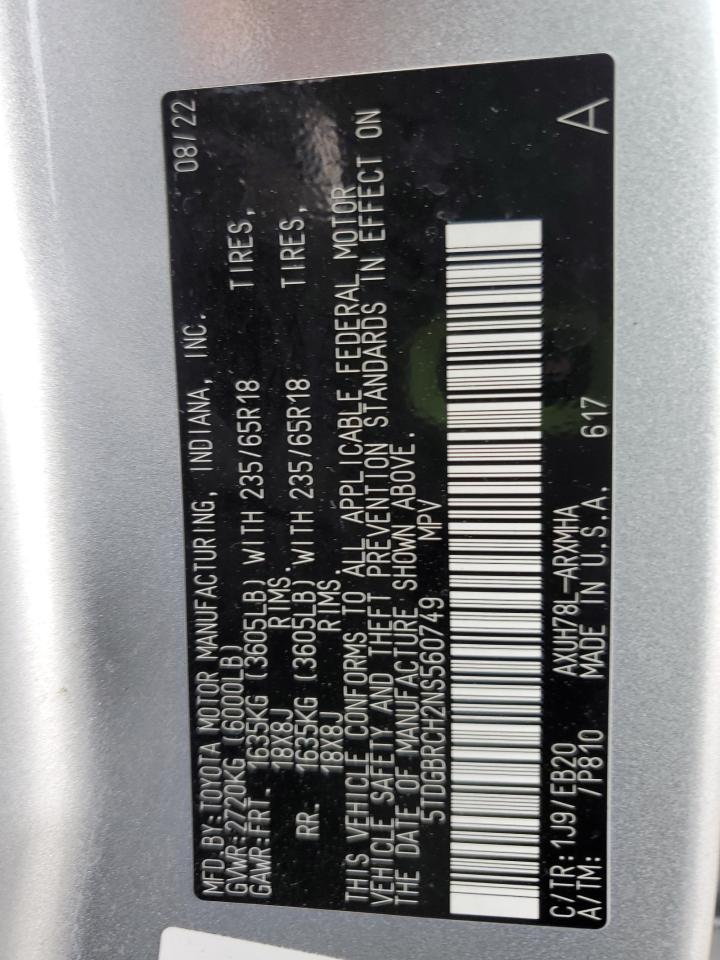 MFD.BY:TOYOTA MOTOR MANUFACTURING, INDIANA, INC. 08/22
GVWR:2720KG (6000LB)
GAWR:FRT. 1635KG (3605LB) WITH 235/65R18 TIRES,
18X8J RIMS.
RR. 1635KG (3605LB) WITH 235/65R18 TIRES,
18X8J RIMS.
THIS VEHICLE CONFORMS TO ALL APPLICABLE FEDERAL MOTOR
VEHICLE SAFETY AND THEFT PREVENTION STANDARDS IN EFFECT ON
THE DATE OF MANUFACTURE SHOWN ABOVE.
5TDGBRCH2NS560749 MPV
C/TR:1J9/EB20 AXUH78L-ARXMHA
A/TM: /P810 MADE IN U.S.A. 617 A